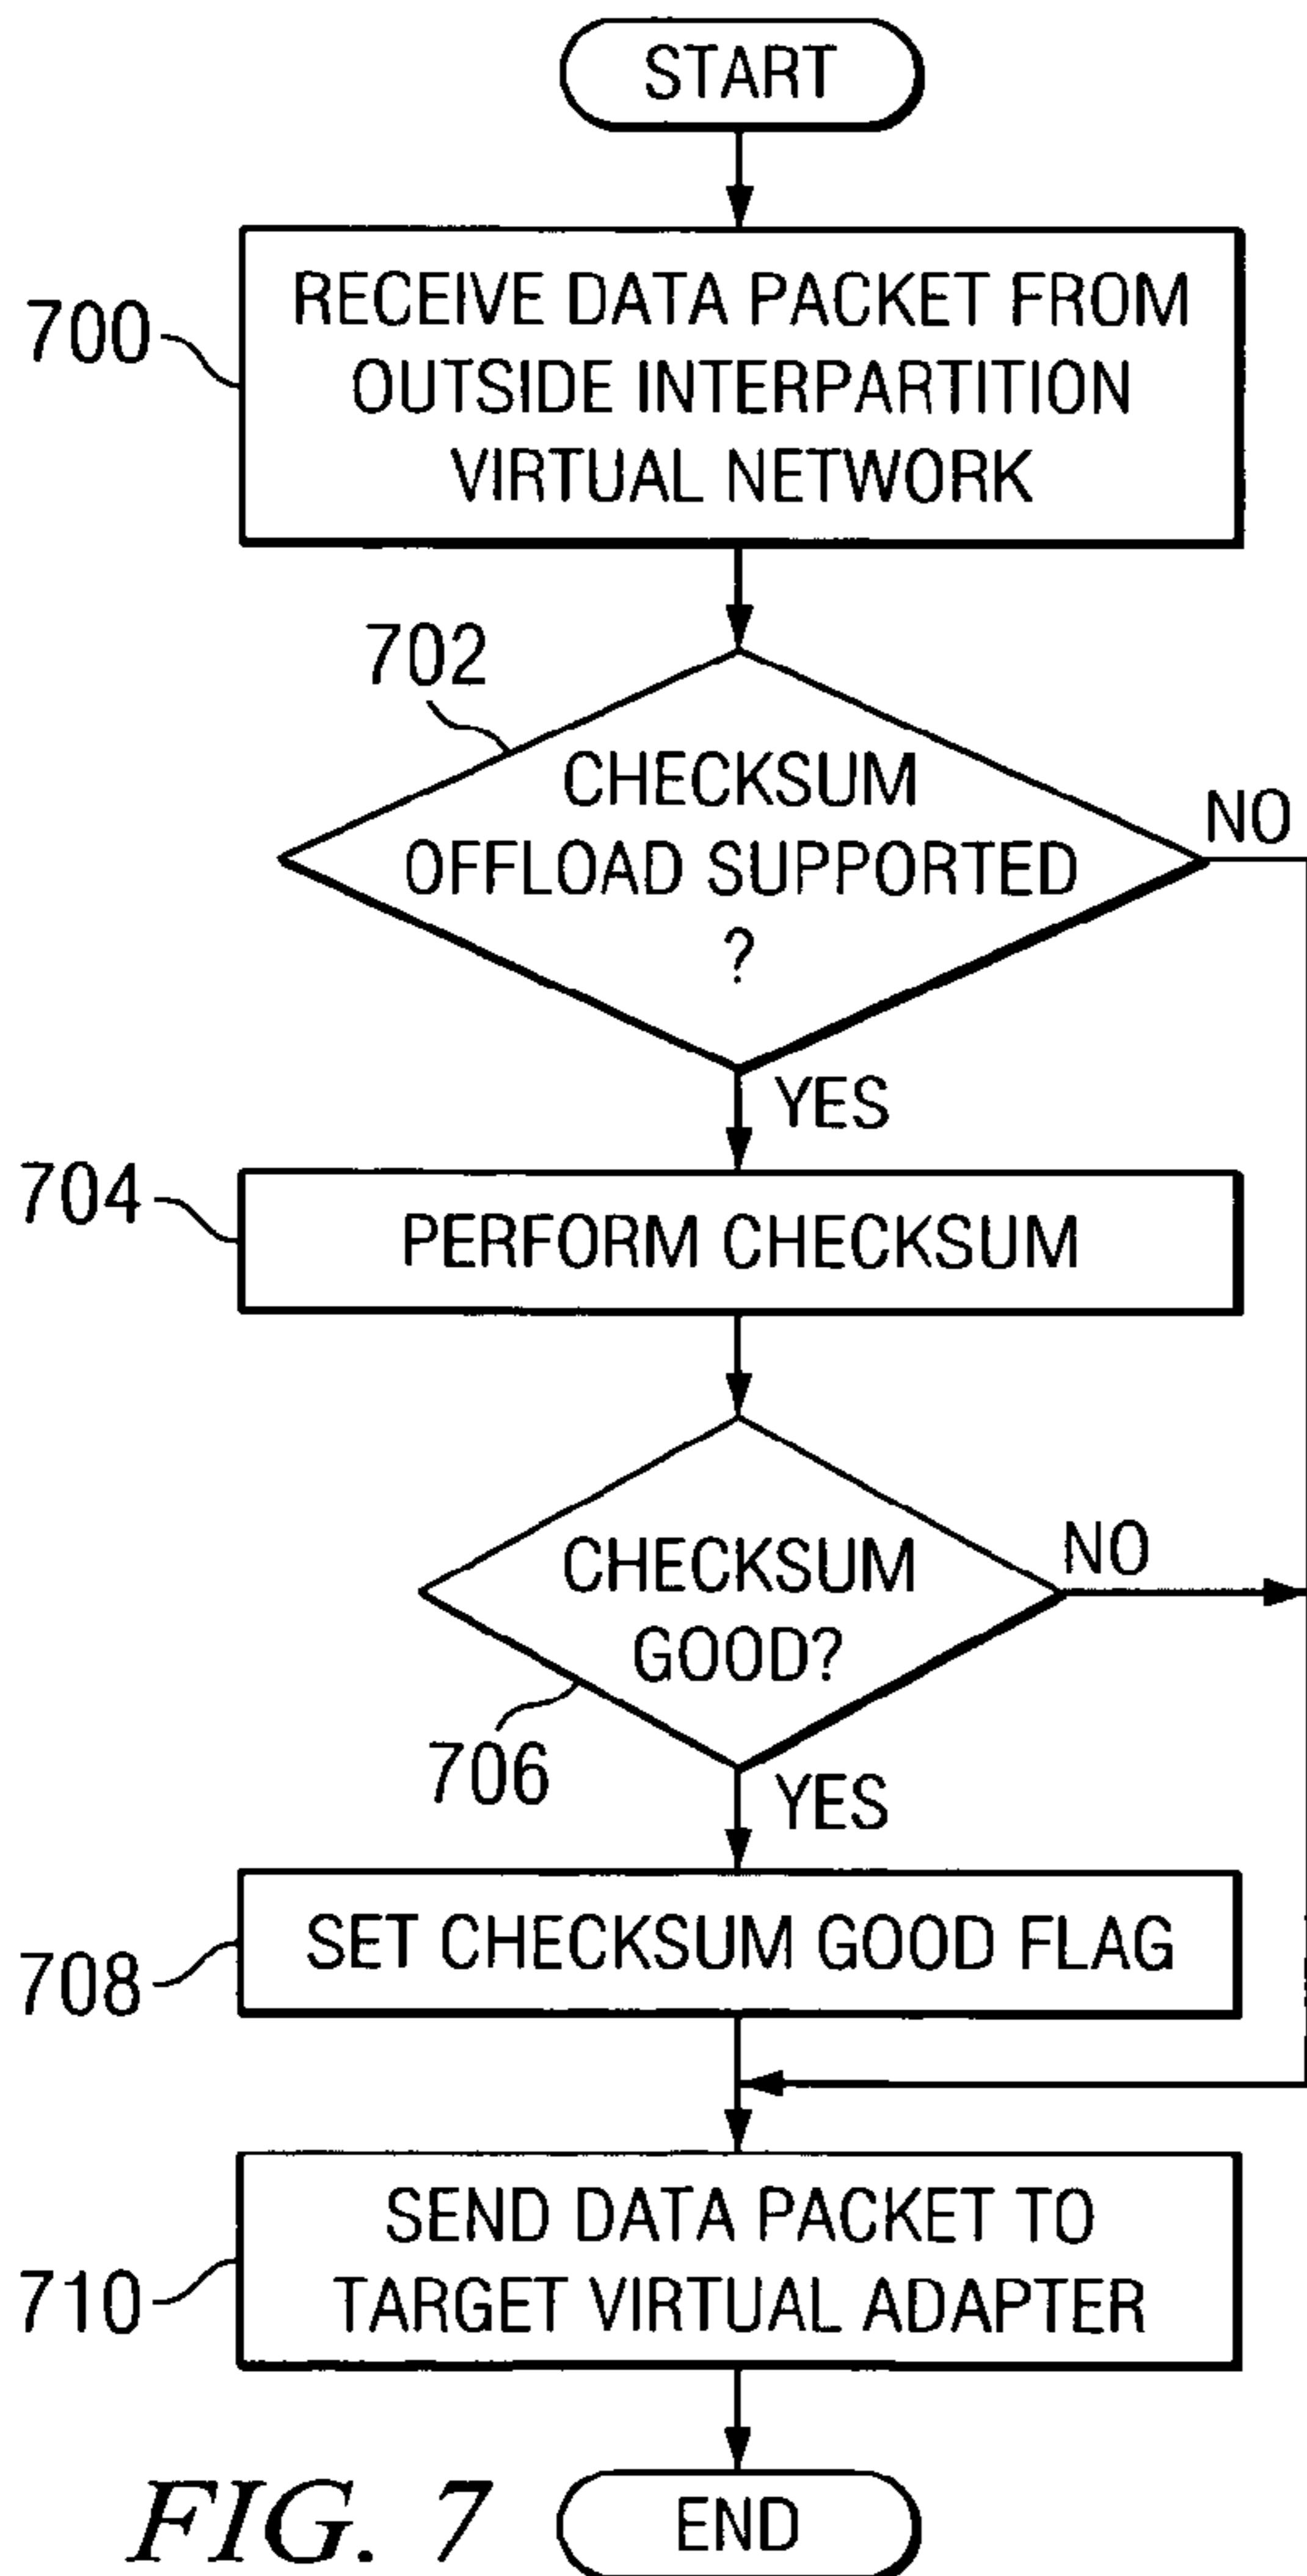 START
700
RECEIVE DATA PACKET FROM
OUTSIDE INTERPARTITION
VIRTUAL NETWORK
702
CHECKSUM
OFFLOAD SUPPORTED
?
NO
YES
704
PERFORM CHECKSUM
CHECKSUM
GOOD?
NO
706
YES
708
SET CHECKSUM GOOD FLAG
710
SEND DATA PACKET TO
TARGET VIRTUAL ADAPTER
FIG. 7
END